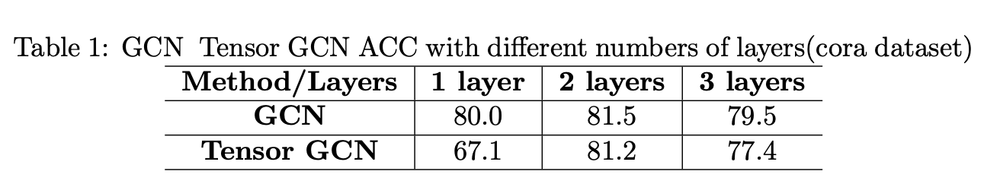 Table 1: GCN Tensor GCN ACC with different numbers of layers(cora dataset)
Method/Layers 1 layer 2 layers 3 layers
GCN 80.0 81.5 79.5
Tensor GCN 67.1 81.2 77.4